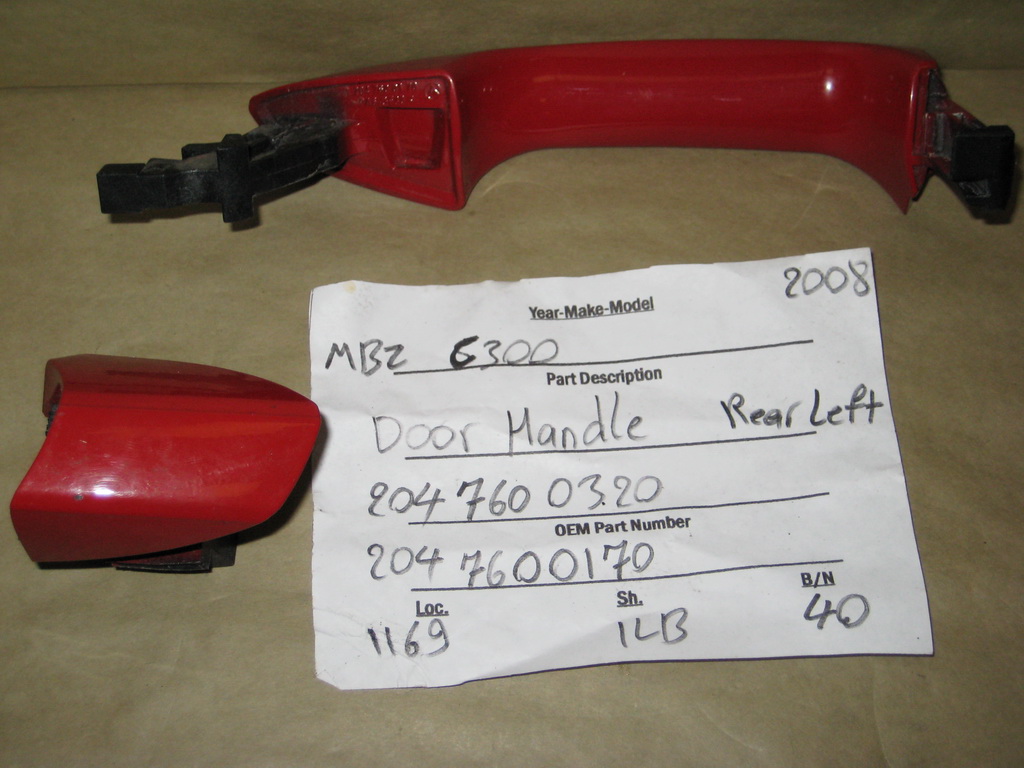 2008
Year-Make-Model
MBZ C300
Part Description
Door Handle Rear Left
204 760 03.20
OEM Part Number
204 7600170
Loc. Sh. B/N
1169 1LB 40